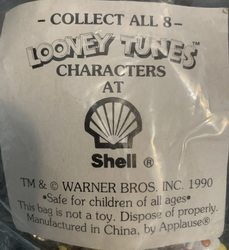 - COLLECT ALL 8 -
LOONEY TUNES™
CHARACTERS
AT
Shell ®
TM & © WARNER BROS. INC. 1990
•Safe for children of all ages•
This bag is not a toy. Dispose of properly.
Manufactured in China, by Applause®